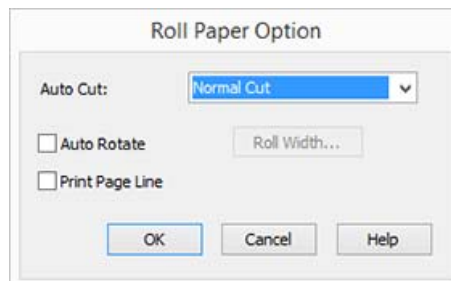 Roll Paper Option
Auto Cut: Normal Cut
Auto Rotate Roll Width...
Print Page Line
OK Cancel Help